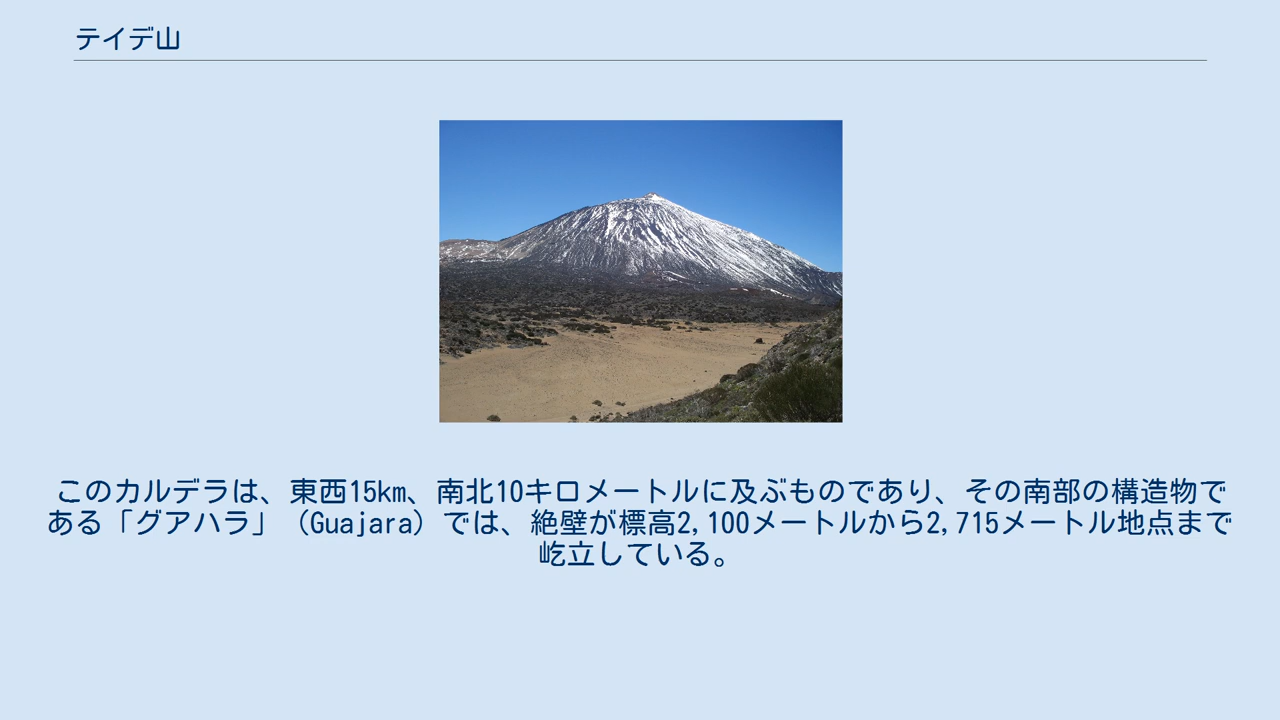 テイデ山
このカルデラは、東西15km、南北10キロメートルに及ぶものであり、その南部の構造物で
ある「グアハラ」（Guajara）では、絶壁が標高2,100メートルから2,715メートル地点まで
屹立している。